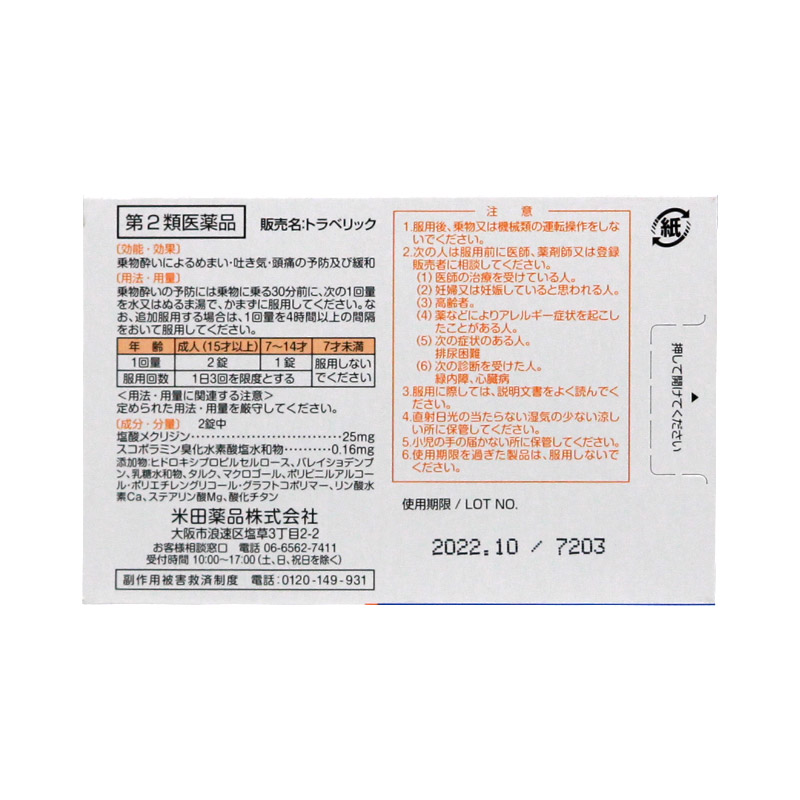 第2類医薬品 販売名:トラベリック
〔効能・効果〕
乗物酔いによるめまい・吐き気・頭痛の予防及び緩和
〔用法・用量〕
乗物酔いの予防には乗物に乗る30分前に、次の1回量
を水又はぬるま湯で、かまずに服用してください。な
お、追加服用する場合は、1回量を4時間以上の間隔
をおいて服用してください。
年 齢 成人(15才以上) 7〜14才 7才未満
1回量 2錠 1錠 服用しない
服用回数 1日3回を限度とする でください
<用法・用量に関連する注意>
定められた用法・用量を厳守してください。
〔成分・分量〕 2錠中
塩酸メクリジン……………………………25mg
スコポラミン臭化水素酸塩水和物………0.16mg
添加物:ヒドロキシプロピルセルロース、バレイショデンプ
ン、乳糖水和物、タルク、マクロゴール、ポリビニルアルコー
ル・ポリエチレングリコール・グラフトコポリマー、リン酸水
素Ca、ステアリン酸Mg、酸化チタン
米田薬品株式会社
大阪市浪速区塩草3丁目2-2
お客様相談窓口 電話 06-6562-7411
受付時間 10:00〜17:00(土、日、祝日を除く)
副作用被害救済制度 電話:0120-149-931
注 意
1.服用後、乗物又は機械類の運転操作をしな
いでください。
2.次の人は服用前に医師、薬剤師又は登録
販売者に相談してください。
(1) 医師の治療を受けている人。
(2) 妊婦又は妊娠していると思われる人。
(3) 高齢者。
(4) 薬などによりアレルギー症状を起こし
たことがある人。
(5) 次の症状のある人。
排尿困難
(6) 次の診断を受けた人。
緑内障、心臓病
3.服用に際しては、説明文書をよく読んでく
ださい。
4.直射日光の当たらない湿気の少ない涼し
い所に保管してください。
5.小児の手の届かない所に保管してください。
6.使用期限を過ぎた製品は、服用しないでく
ださい。
使用期限 / LOT NO.
2022.10 / 7203
紙
押して開けてください